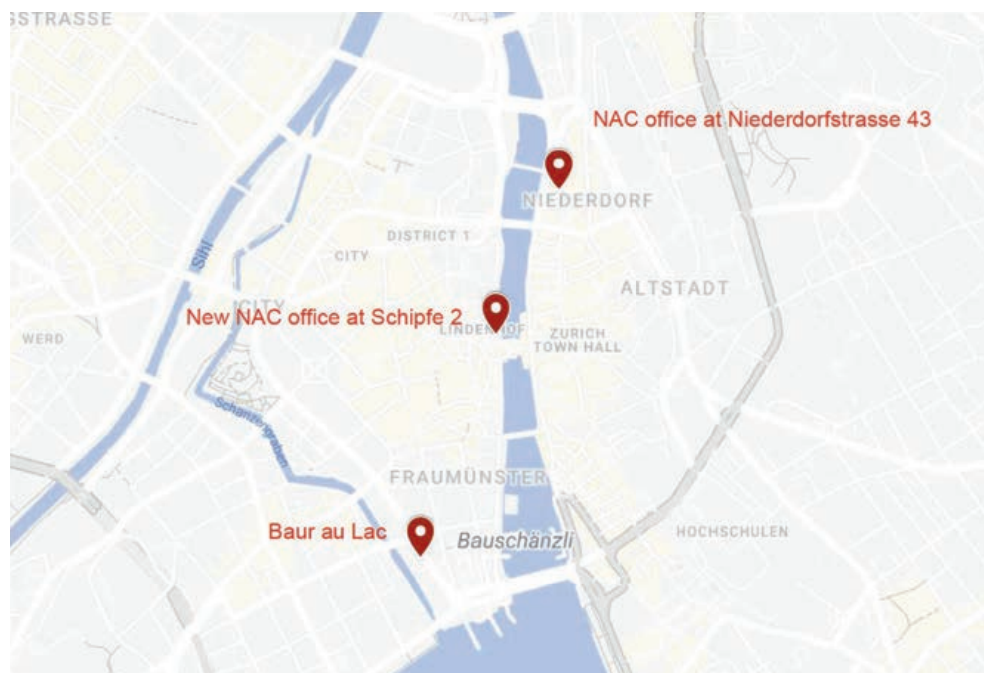 SSTRASSE
NAC office at Niederdorfstrasse 43
NIEDERDORF
DISTRICT 1
CITY
Sihl
ALTSTADT
CITY
New NAC office at Schipfe 2
LINDENHOF
ZURICH
TOWN HALL
WERD
Schanzengraben
FRAUMÜNSTER
Baur au Lac
Bauschänzli
HOCHSCHULEN